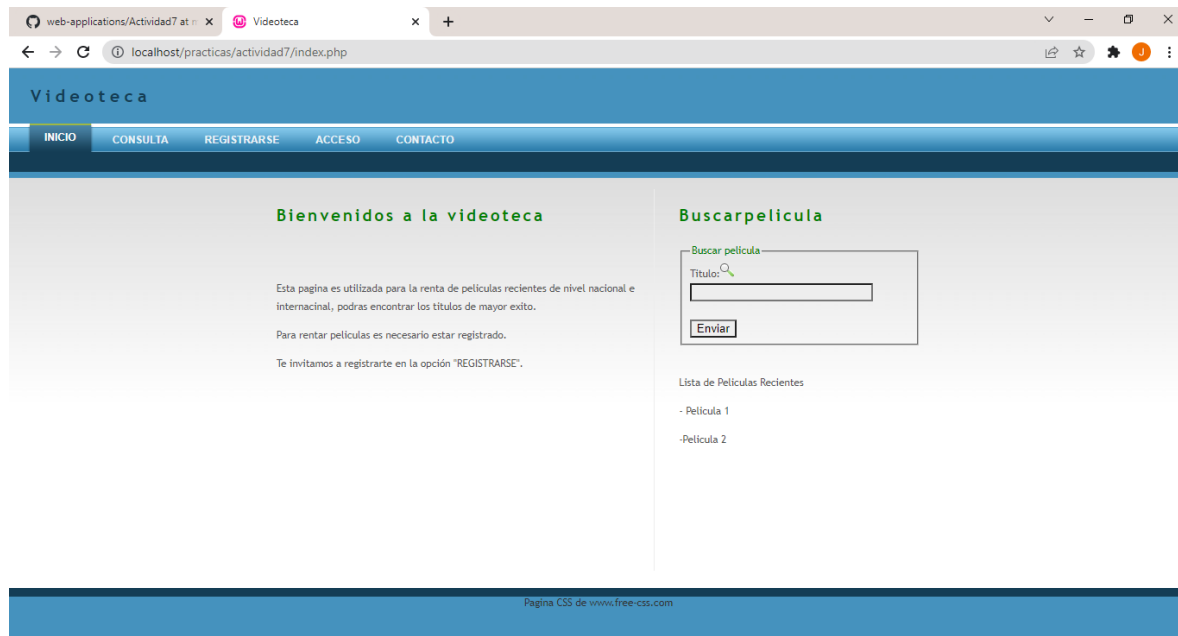 web-applications/Actividad7 at m
Videoteca
localhost/practicas/actividad7/index.php
J
Videoteca
INICIO
CONSULTA
REGISTRARSE
ACCESO
CONTACTO
Bienvenidos a la videoteca
Esta pagina es utilizada para la renta de peliculas recientes de nivel nacional e
internacinal, podras encontrar los titulos de mayor exito.
Para rentar peliculas es necesario estar registrado.
Te invitamos a registrarte en la opción "REGISTRARSE".
Buscarpelicula
Buscar pelicula
Titulo:
Enviar
Lista de Peliculas Recientes
- Pelicula 1
-Pelicula 2
Pagina CSS de www.free-css.com